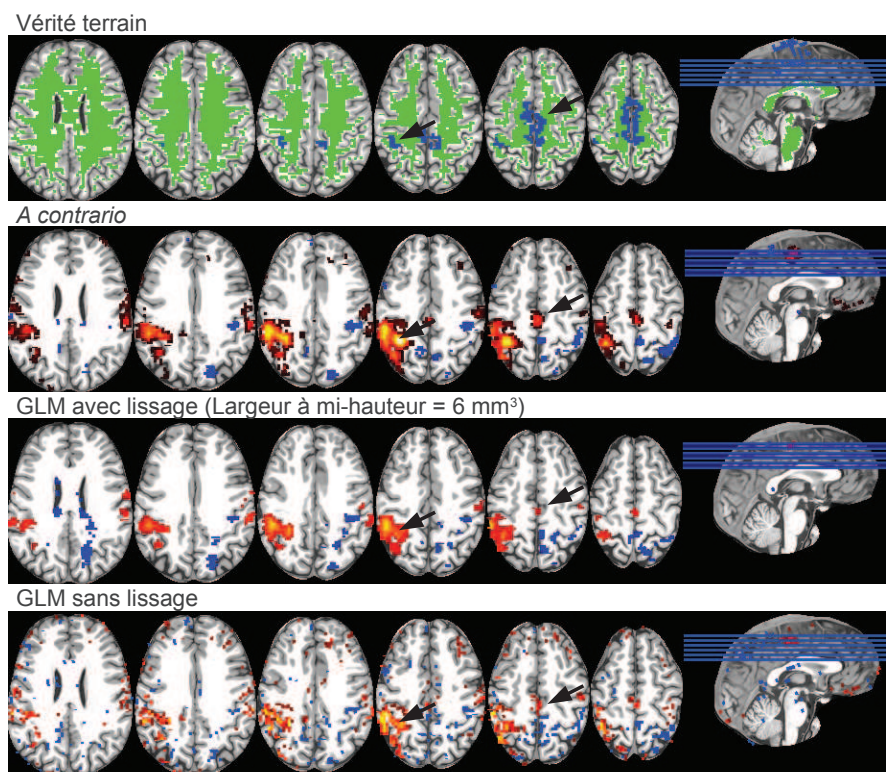 Vérité terrain
A contrario
GLM avec lissage (Largeur à mi-hauteur = 6 mm³)
GLM sans lissage